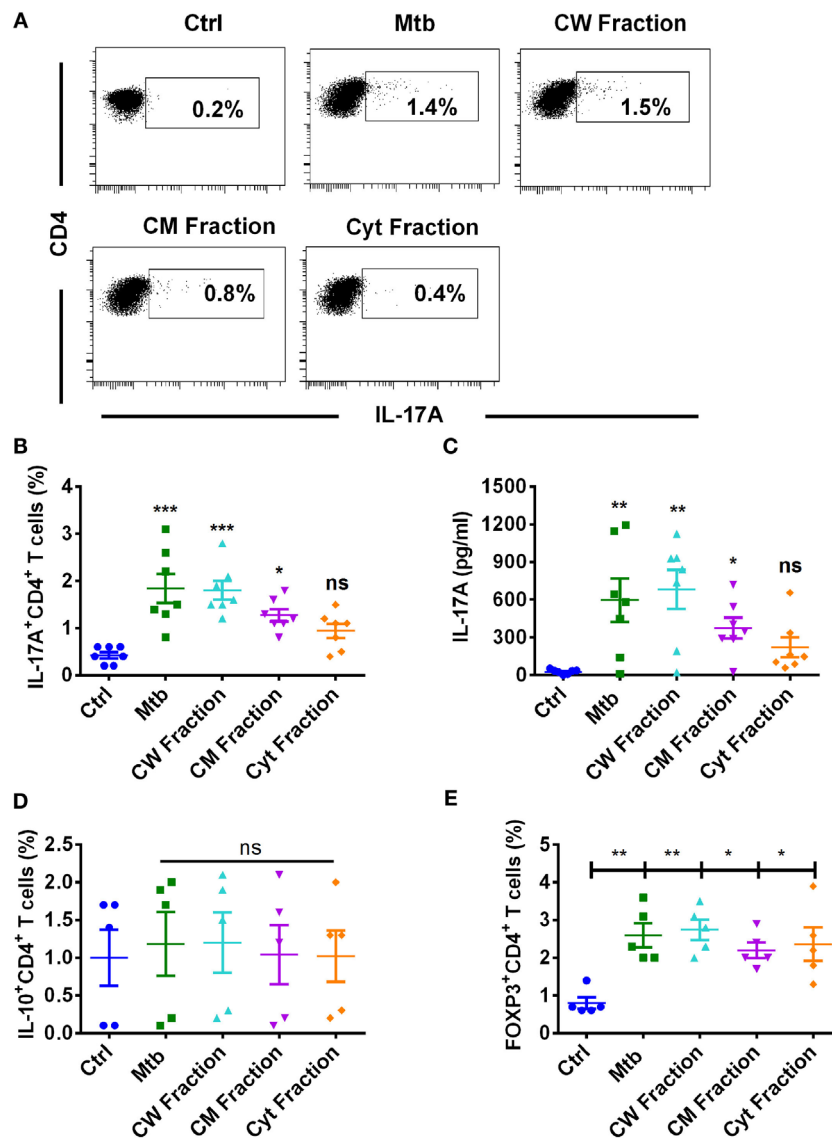 A
Ctrl
Mtb
CW Fraction
0.2%
1.4%
1.5%
CD4
CM Fraction
Cyt Fraction
0.8%
0.4%
IL-17A
B
IL-17A⁺CD4⁺ T cells (%)
4
3
2
1
0
***
***
*
ns
Ctrl
Mtb
CW Fraction
CM Fraction
Cyt Fraction
C
IL-17A (pg/ml)
1500
1200
900
600
300
0
**
**
*
ns
Ctrl
Mtb
CW Fraction
CM Fraction
Cyt Fraction
D
IL-10⁺CD4⁺ T cells (%)
2.5
2.0
1.5
1.0
0.5
0.0
ns
Ctrl
Mtb
CW Fraction
CM Fraction
Cyt Fraction
E
FOXP3⁺CD4⁺ T cells (%)
5
4
3
2
1
0
** ** * *
Ctrl
Mtb
CW Fraction
CM Fraction
Cyt Fraction